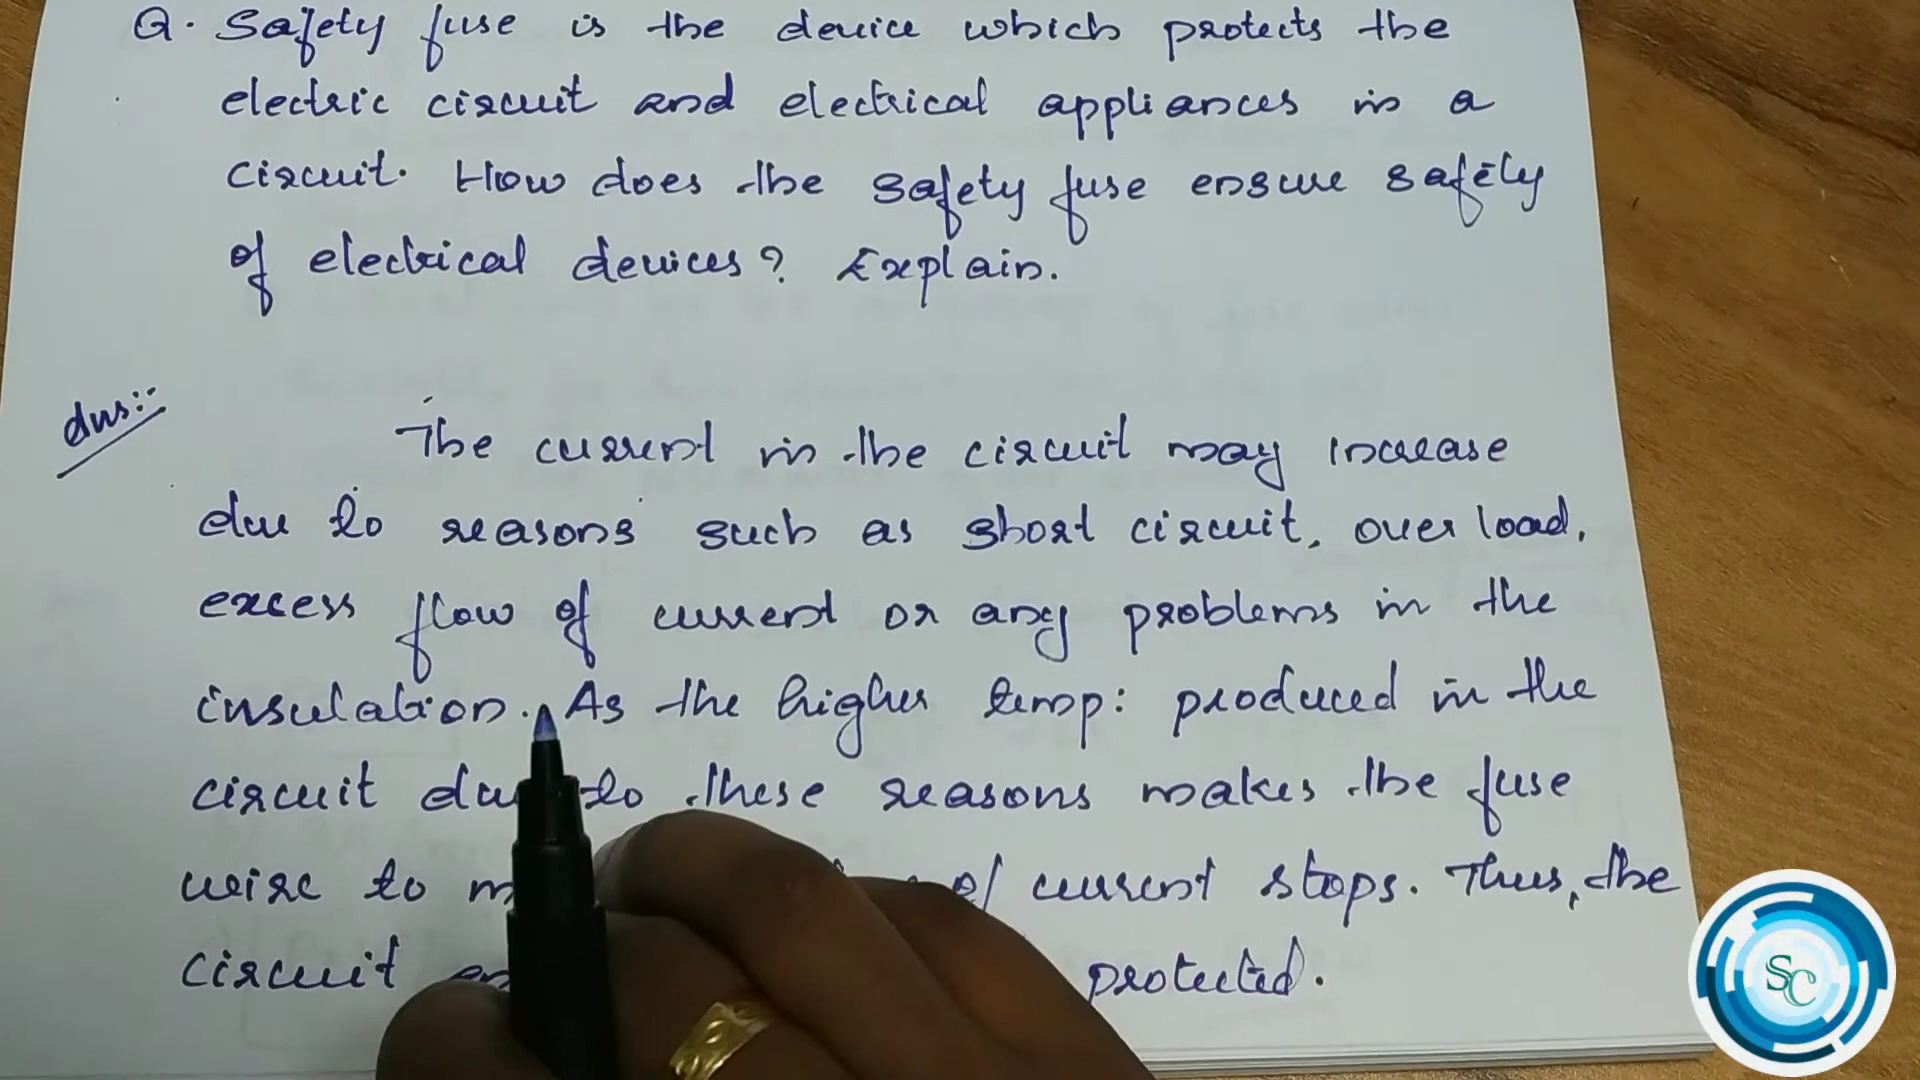 Q. Safety fuse is the device which protects the
electric circuit and electrical appliances in a
circuit. How does the safety fuse ensure safety
of electrical devices? Explain.
Ans:-
The current in the circuit may increase
due to reasons such as short circuit, over load,
excess flow of current or any problems in the
insulation. As the higher temp: produced in the
circuit due to these reasons makes the fuse
wire to of current stops. Thus, the
circuit protected.
SC